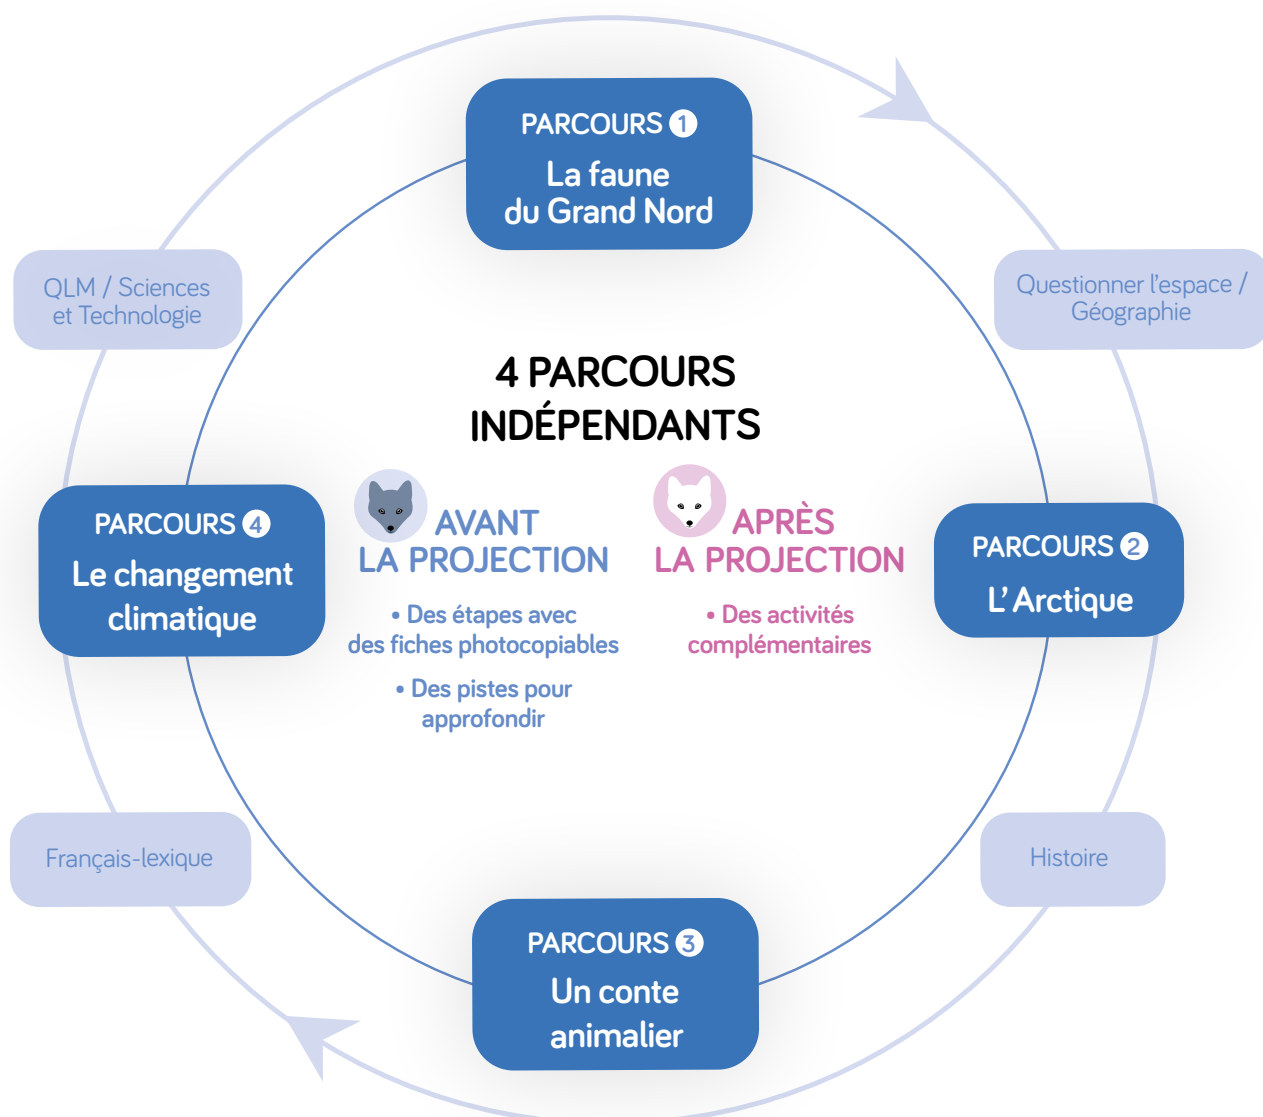 PARCOURS 1
La faune
du Grand Nord
QLM / Sciences
et Technologie
Questionner l'espace /
Géographie
4 PARCOURS
INDÉPENDANTS
AVANT
LA PROJECTION
• Des étapes avec
des fiches photocopiables
• Des pistes pour
approfondir
APRÈS
LA PROJECTION
• Des activités
complémentaires
PARCOURS 4
Le changement
climatique
PARCOURS 2
L'Arctique
Français-lexique
Histoire
PARCOURS 3
Un conte
animalier